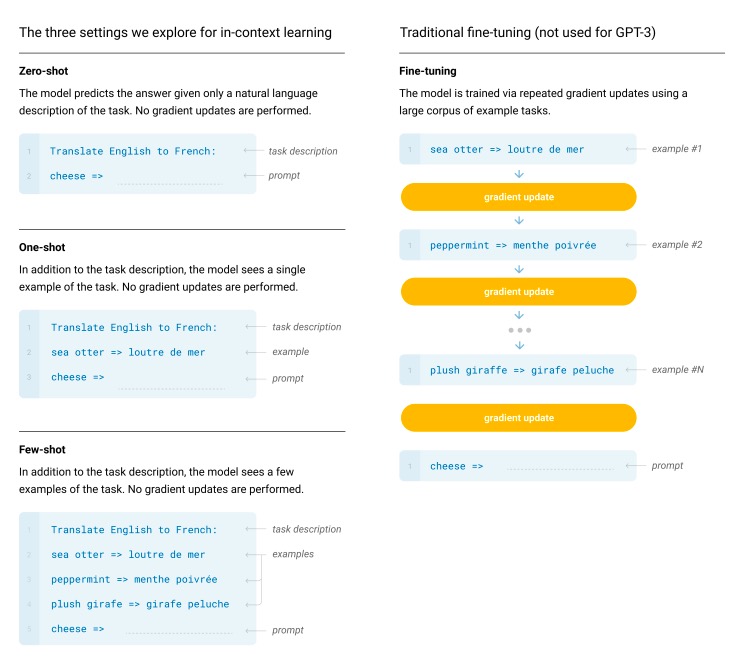 The three settings we explore for in-context learning
Zero-shot
The model predicts the answer given only a natural language
description of the task. No gradient updates are performed.
1 Translate English to French: task description
2 cheese => prompt
One-shot
In addition to the task description, the model sees a single
example of the task. No gradient updates are performed.
1 Translate English to French: task description
2 sea otter => loutre de mer example
3 cheese => prompt
Few-shot
In addition to the task description, the model sees a few
examples of the task. No gradient updates are performed.
1 Translate English to French: task description
2 sea otter => loutre de mer examples
3 peppermint => menthe poivrée
4 plush girafe => girafe peluche
5 cheese => prompt
Traditional fine-tuning (not used for GPT-3)
Fine-tuning
The model is trained via repeated gradient updates using a
large corpus of example tasks.
1 sea otter => loutre de mer example #1
gradient update
1 peppermint => menthe poivrée example #2
gradient update
1 plush giraffe => girafe peluche example #N
gradient update
1 cheese => prompt